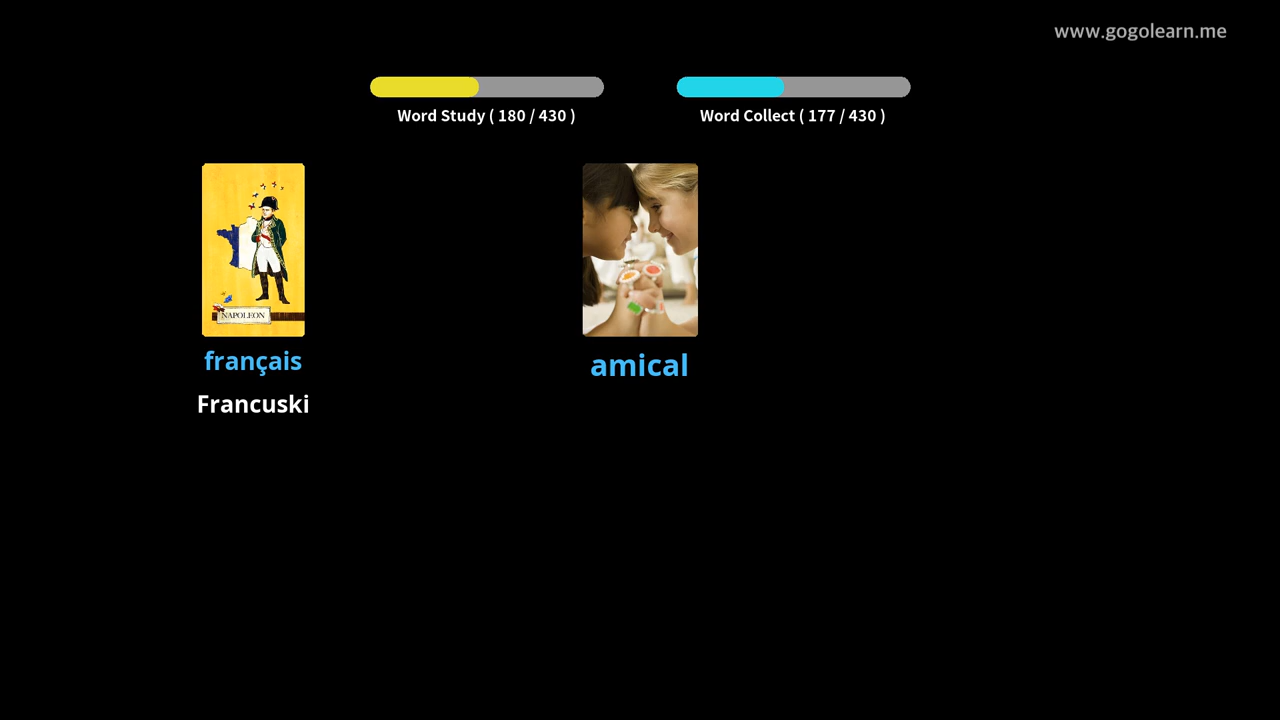 www.gogolearn.me
Word Study ( 180 / 430 )
Word Collect ( 177 / 430 )
NAPOLEON
français
amical
Francuski